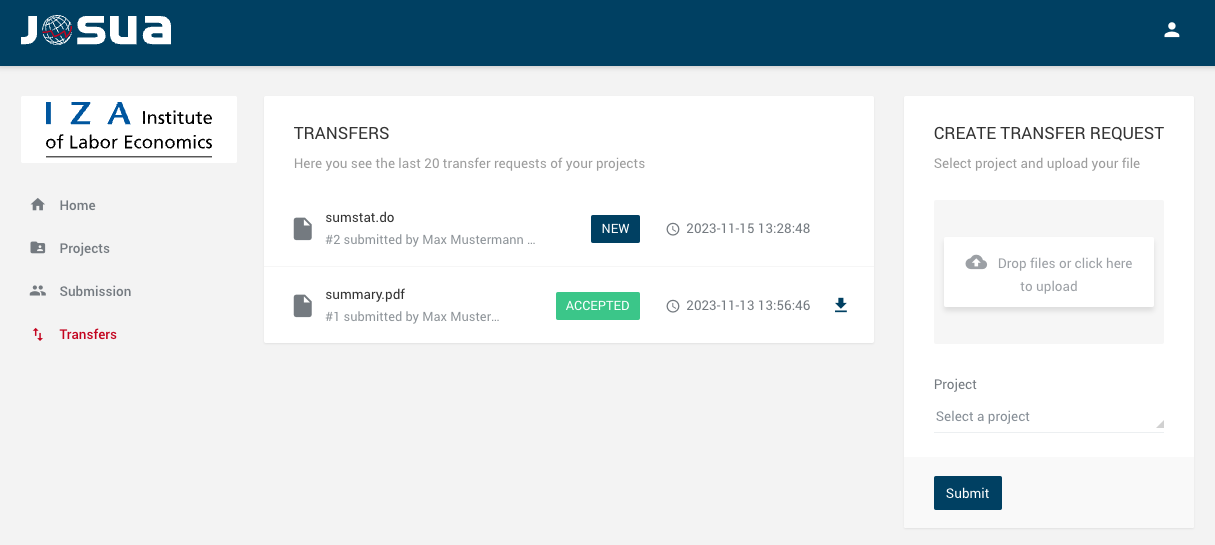 JOSUA
IZA Institute
of Labor Economics
Home
Projects
Submission
Transfers
TRANSFERS
Here you see the last 20 transfer requests of your projects
sumstat.do
#2 submitted by Max Mustermann ...
NEW
2023-11-15 13:28:48
summary.pdf
#1 submitted by Max Muster...
ACCEPTED
2023-11-13 13:56:46
CREATE TRANSFER REQUEST
Select project and upload your file
Drop files or click here
to upload
Project
Select a project
Submit